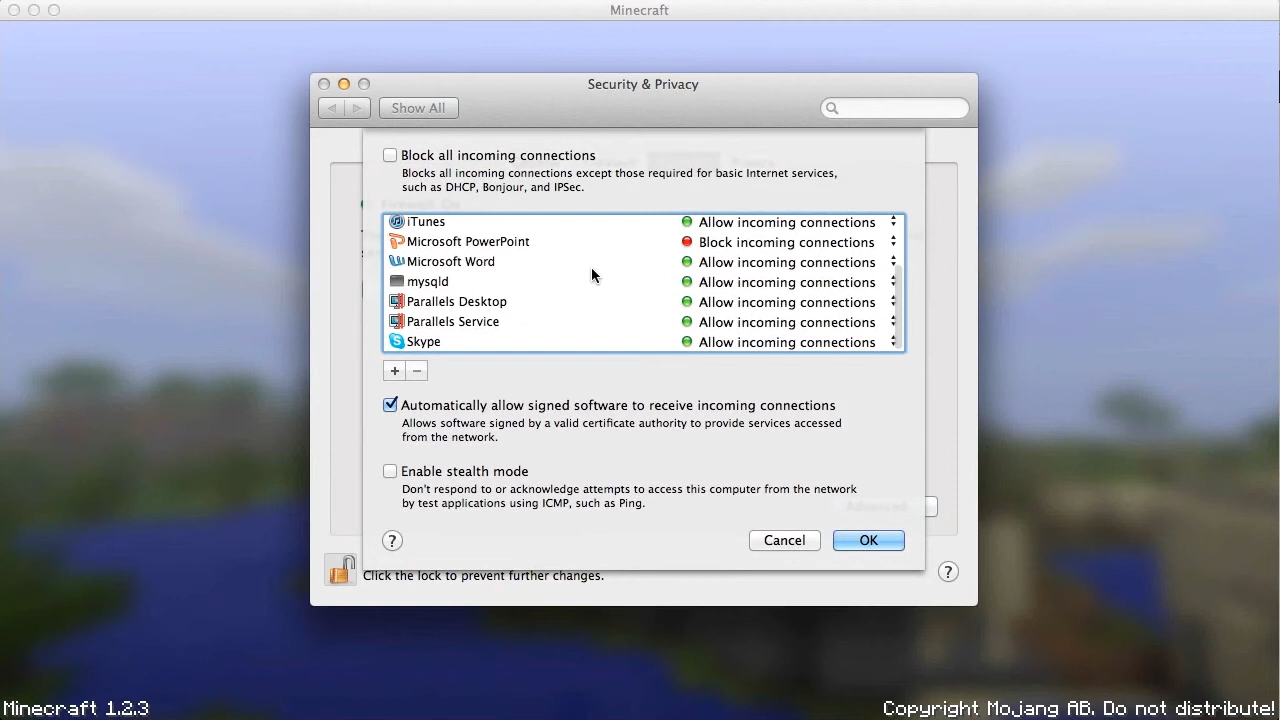 Minecraft
Security & Privacy
Show All
Block all incoming connections
Blocks all incoming connections except those required for basic Internet services,
such as DHCP, Bonjour, and IPSec.
iTunes Allow incoming connections
Microsoft PowerPoint Block incoming connections
Microsoft Word Allow incoming connections
mysqld Allow incoming connections
Parallels Desktop Allow incoming connections
Parallels Service Allow incoming connections
Skype Allow incoming connections
+ −
Automatically allow signed software to receive incoming connections
Allows software signed by a valid certificate authority to provide services accessed
from the network.
Enable stealth mode
Don't respond to or acknowledge attempts to access this computer from the network
by test applications using ICMP, such as Ping.
Advanced...
? Cancel OK
Click the lock to prevent further changes. ?
Minecraft 1.2.3 Copyright Mojang AB. Do not distribute!